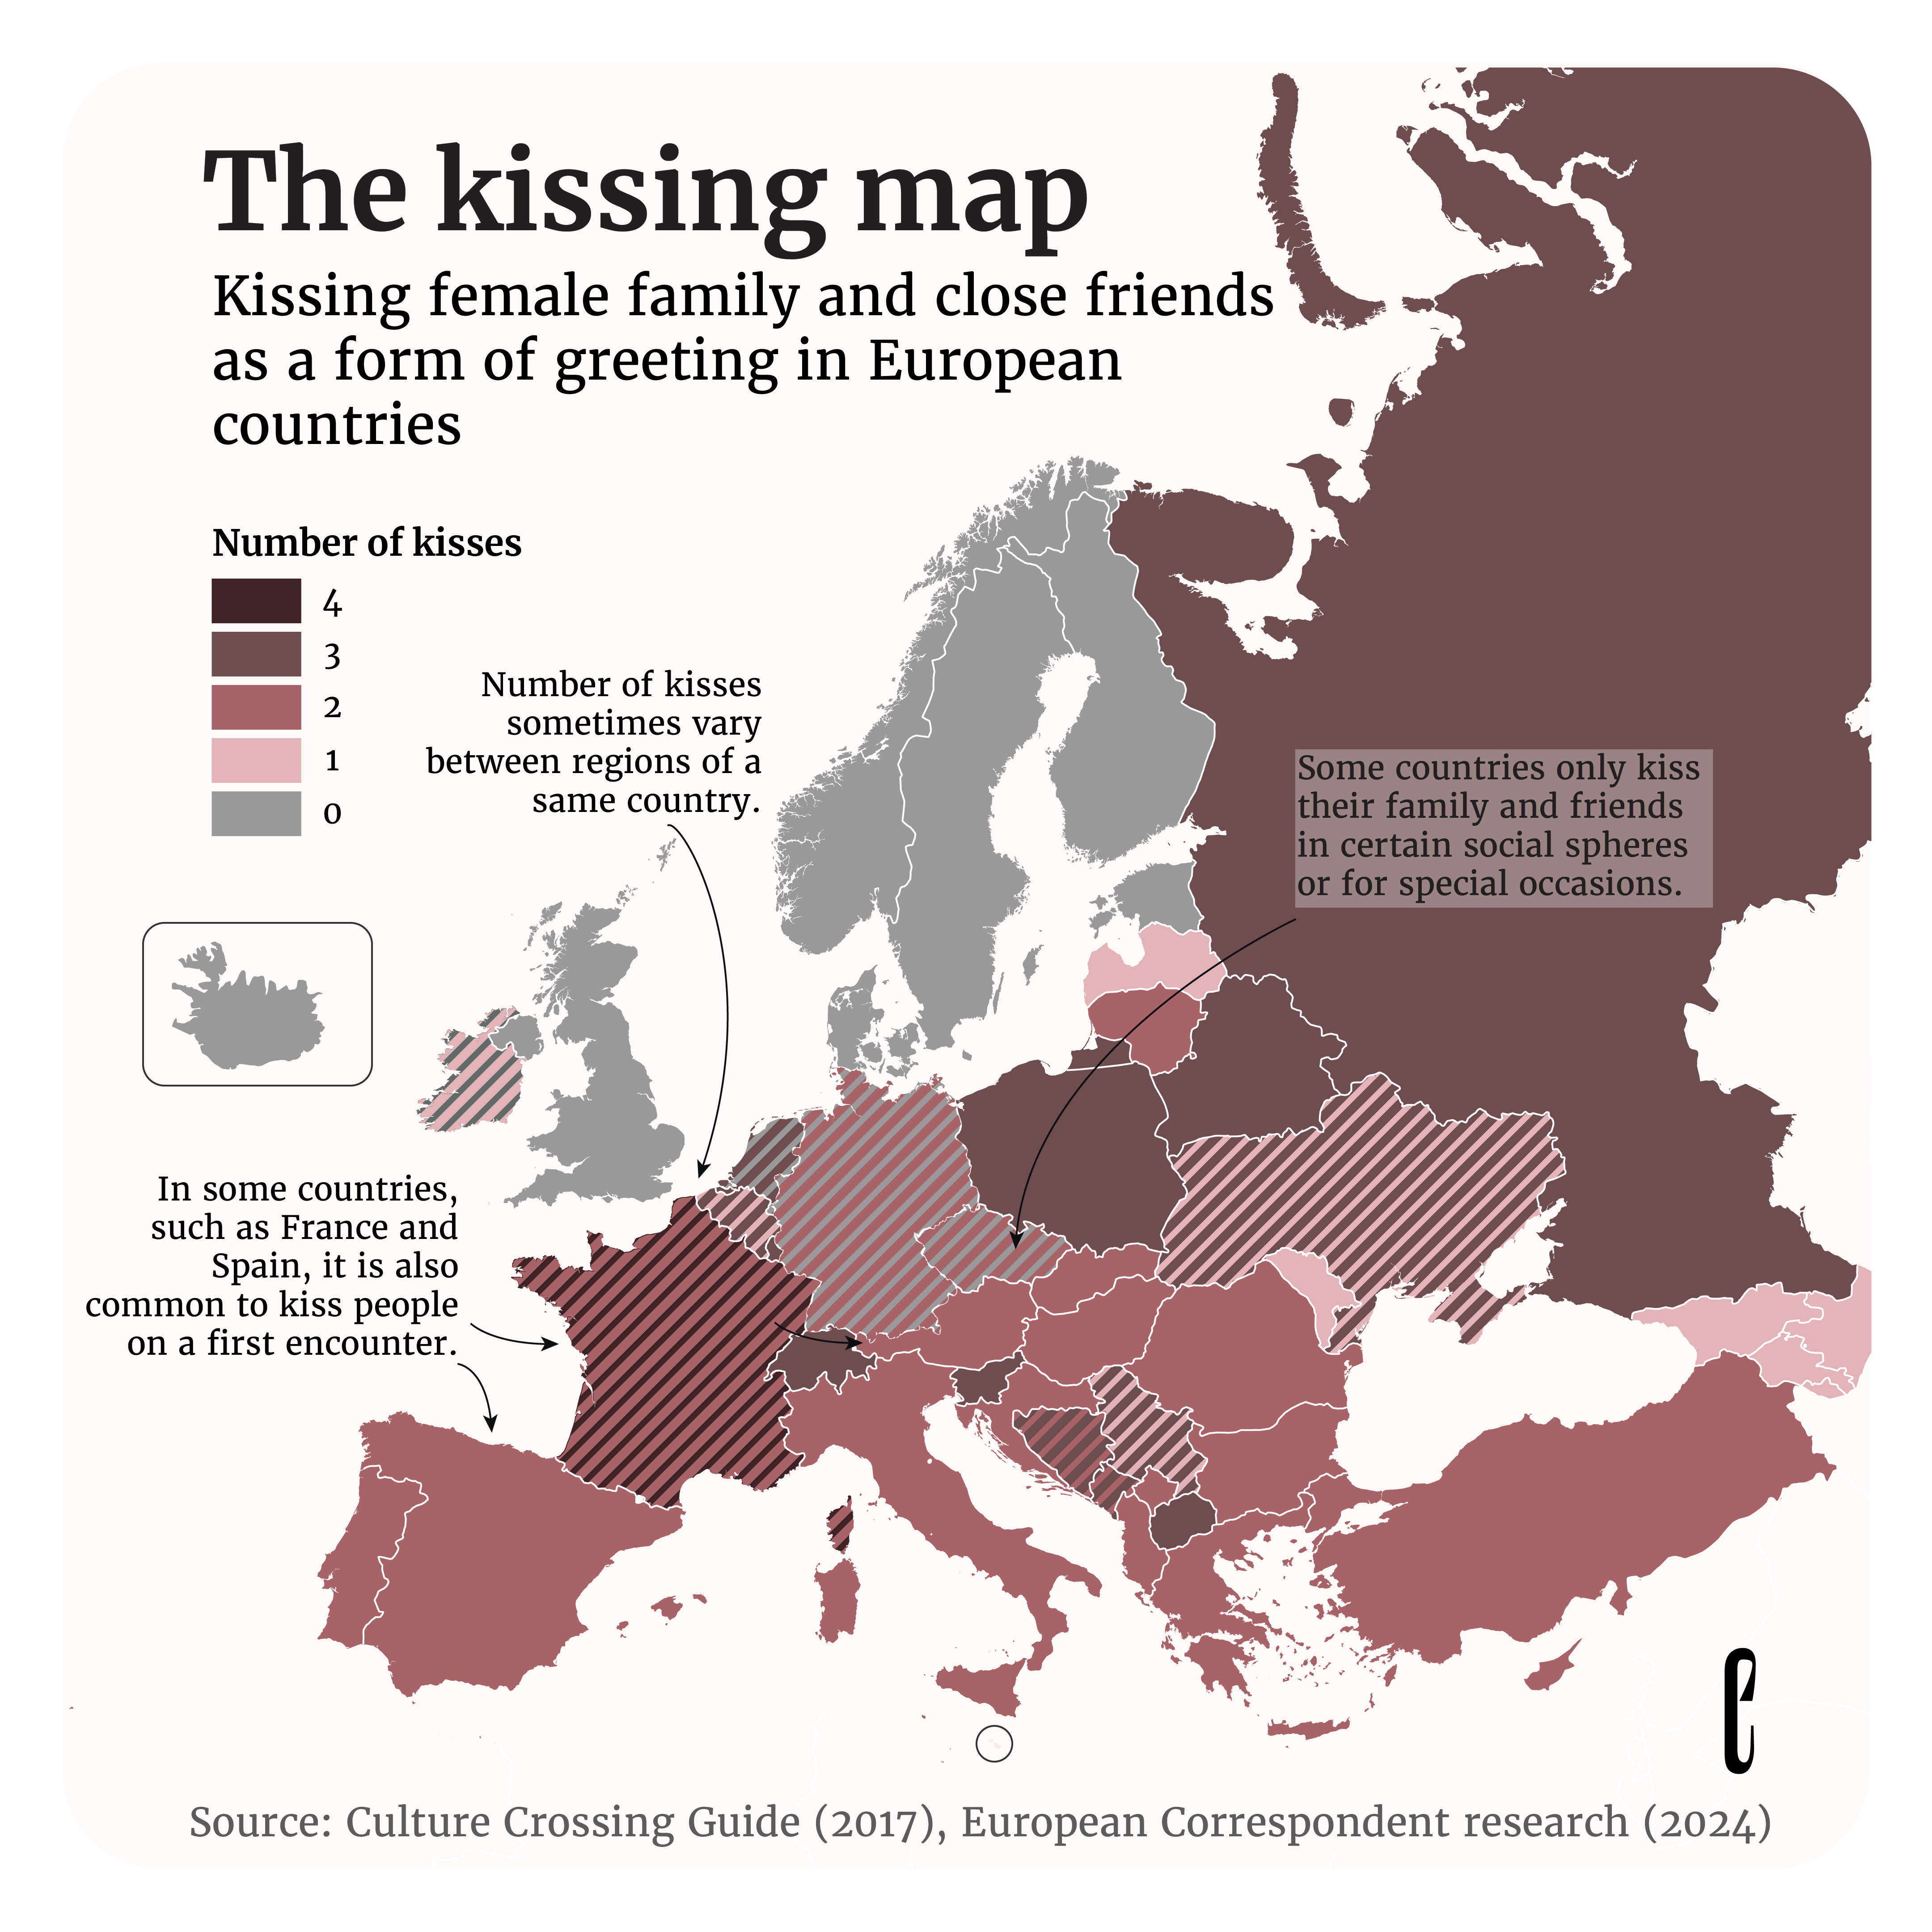 The kissing map
Kissing female family and close friends
as a form of greeting in European
countries
Number of kisses
4
3
2
1
0
Number of kisses
sometimes vary
between regions of a
same country.
Some countries only kiss
their family and friends
in certain social spheres
or for special occasions.
In some countries,
such as France and
Spain, it is also
common to kiss people
on a first encounter.
e
Source: Culture Crossing Guide (2017), European Correspondent research (2024)